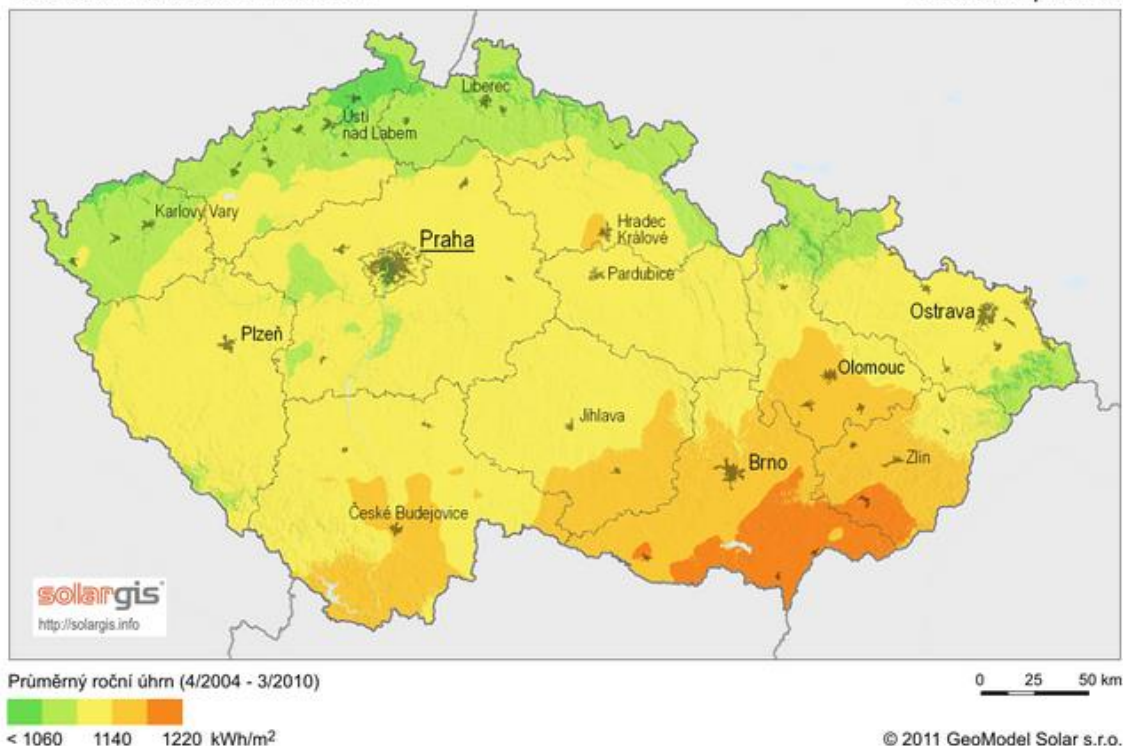 Liberec
Ústí
nad Labem
Karlovy Vary
Praha
Hradec
Králové
Pardubice
Plzeň
Ostrava
Olomouc
Jihlava
Brno
Zlín
České Budejovice
solargis
http://solargis.info
Průměrný roční úhrn (4/2004 - 3/2010)
0 25 50 km
< 1060 1140 1220 kWh/m²
© 2011 GeoModel Solar s.r.o.